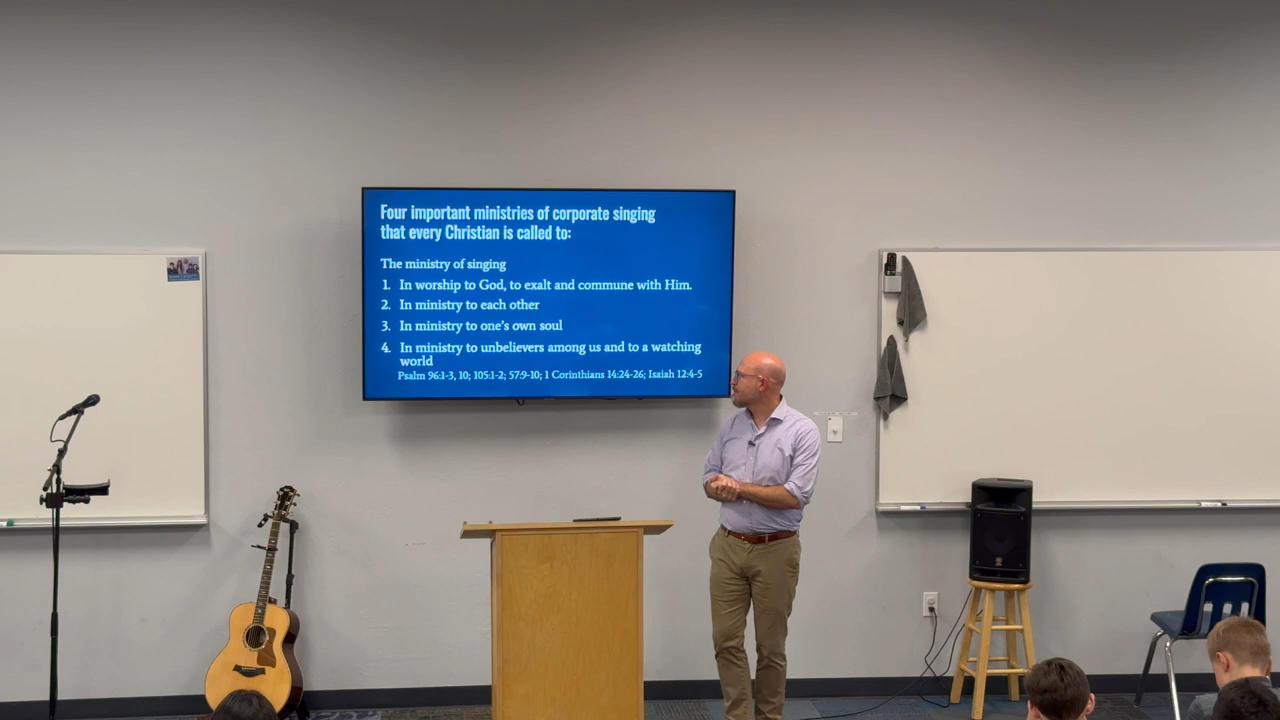 Four important ministries of corporate singing
that every Christian is called to:
The ministry of singing
1. In worship to God, to exalt and commune with Him.
2. In ministry to each other
3. In ministry to one's own soul
4. In ministry to unbelievers among us and to a watching
world
Psalm 96:1-3, 10; 105:1-2; 57:9-10; 1 Corinthians 14:24-26; Isaiah 12:4-5